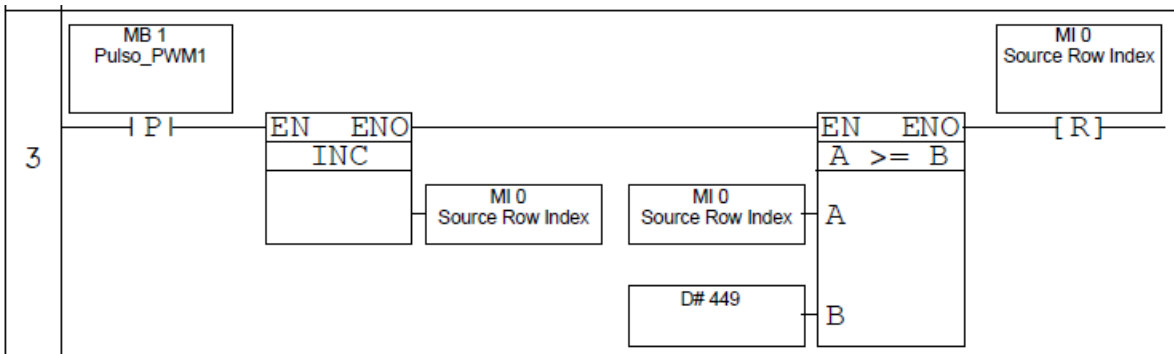 MB 1
Pulso_PWM1
MI 0
Source Row Index
P
EN ENO
EN ENO
[R]
3
INC
A >= B
MI 0
Source Row Index
MI 0
Source Row Index
A
D# 449
B